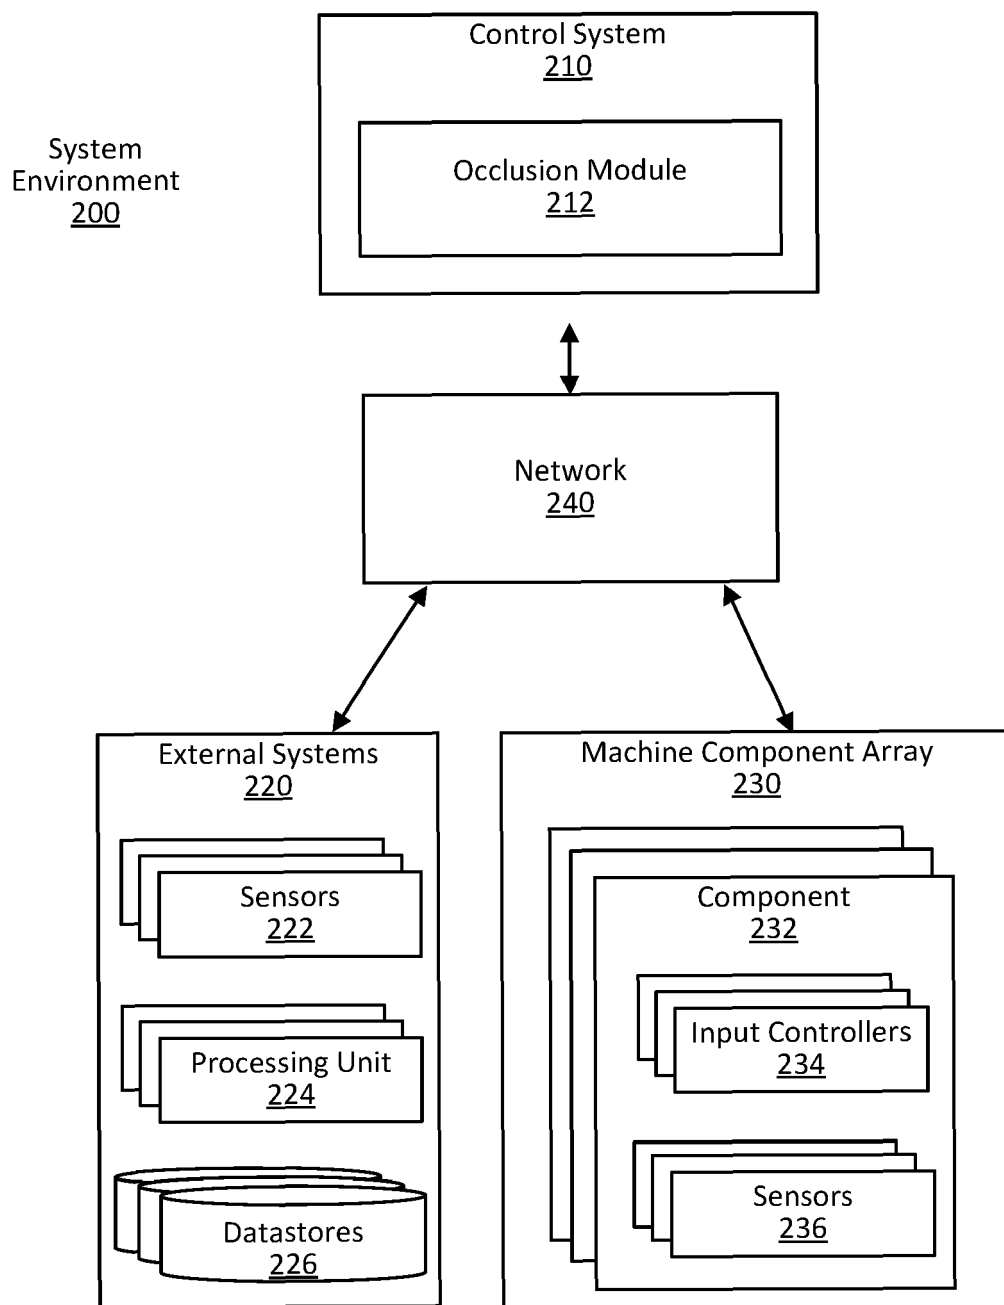 Control System
210
System
Environment
200
Occlusion Module
212
Network
240
External Systems
220
Sensors
222
Processing Unit
224
Datastores
226
Machine Component Array
230
Component
232
Input Controllers
234
Sensors
236